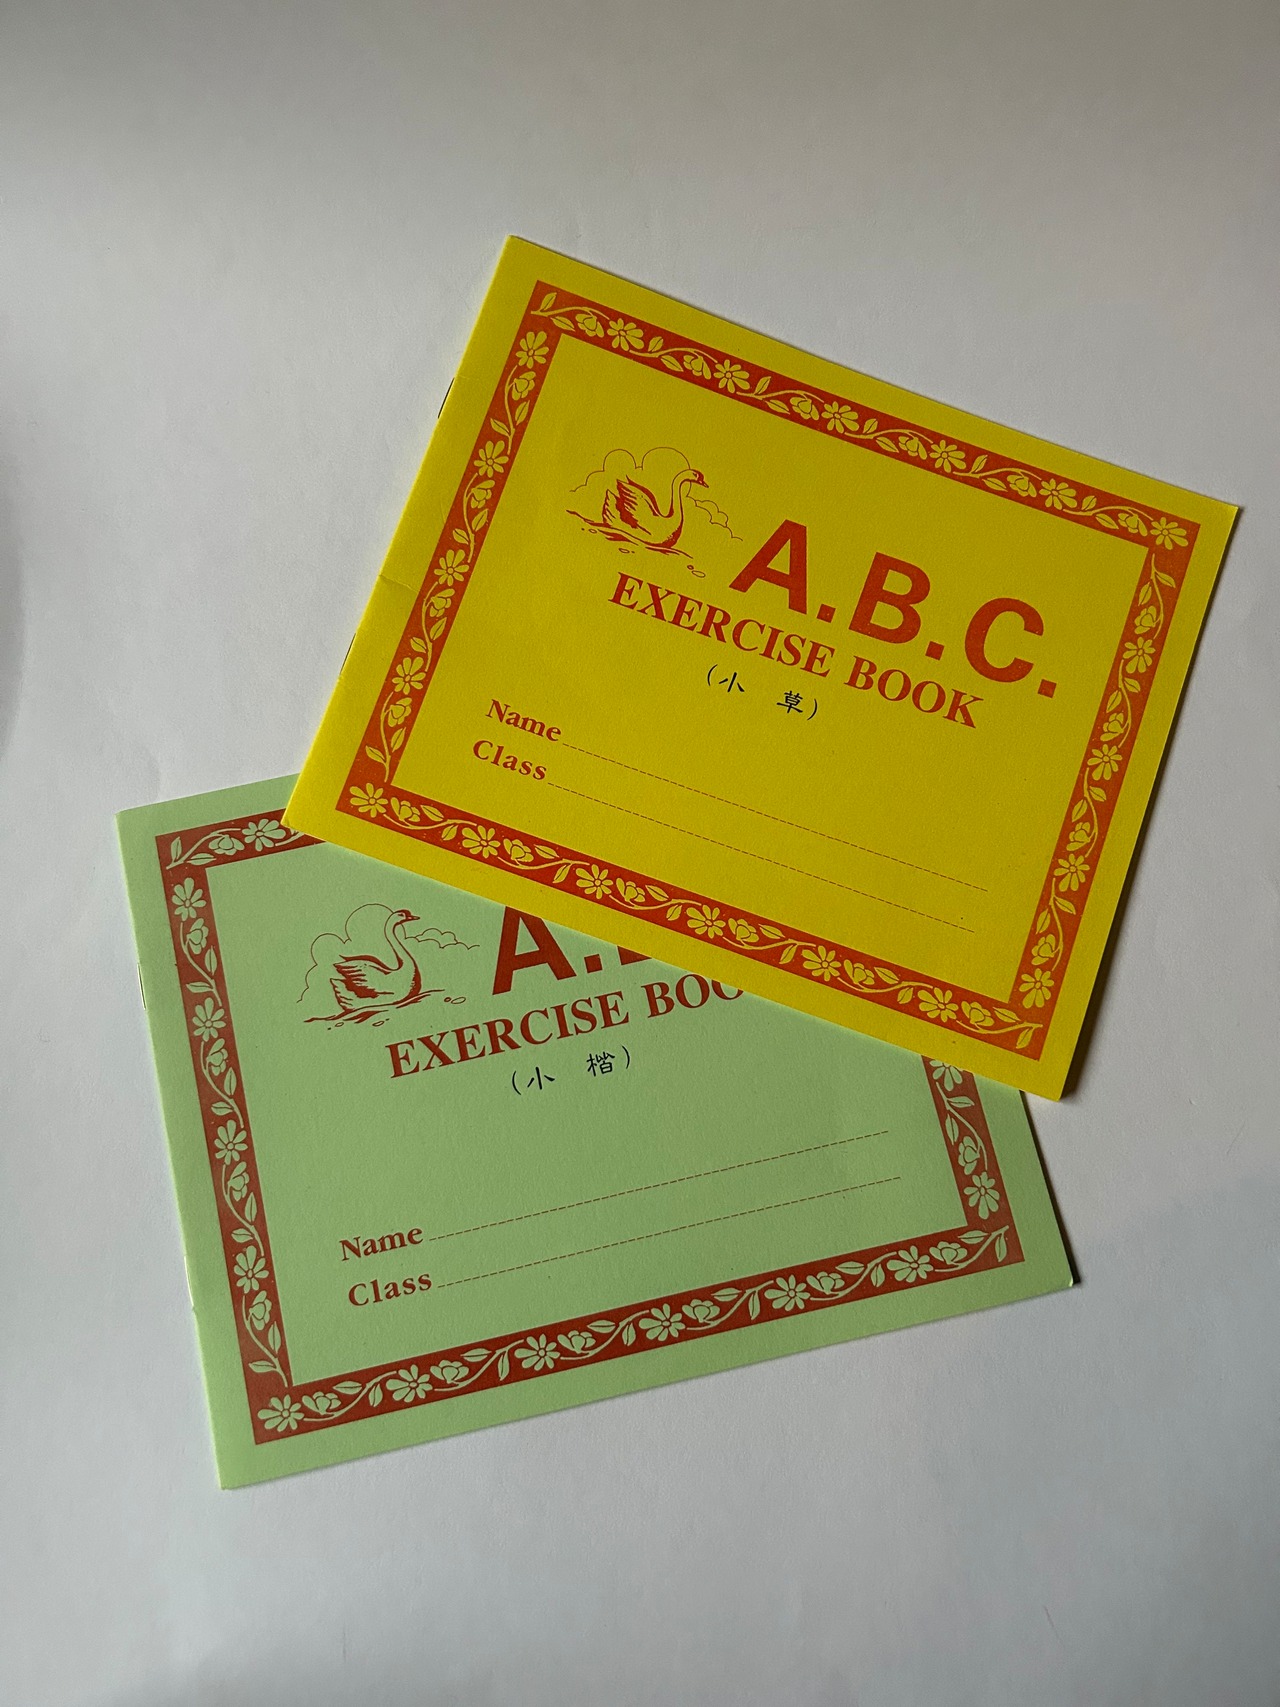 A.B.C.
EXERCISE BOOK
(小 草)
Name
Class
A.B
EXERCISE BOO
(小 楷)
Name
Class